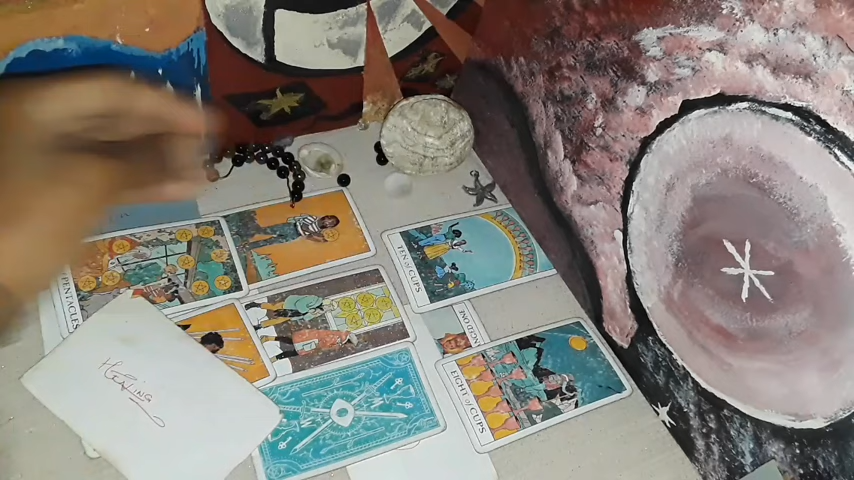 PENTACLES
TEN of CUPS
EIGHT of CUPS
Healing